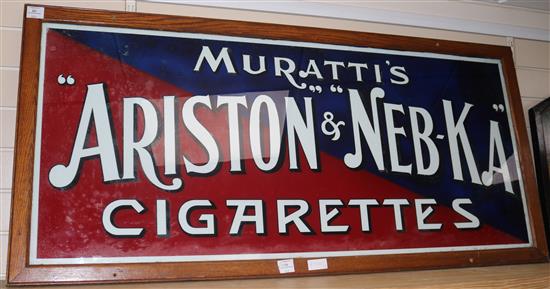 MURATTI'S
"ARISTON" & "NEB-KA"
CIGARETTES